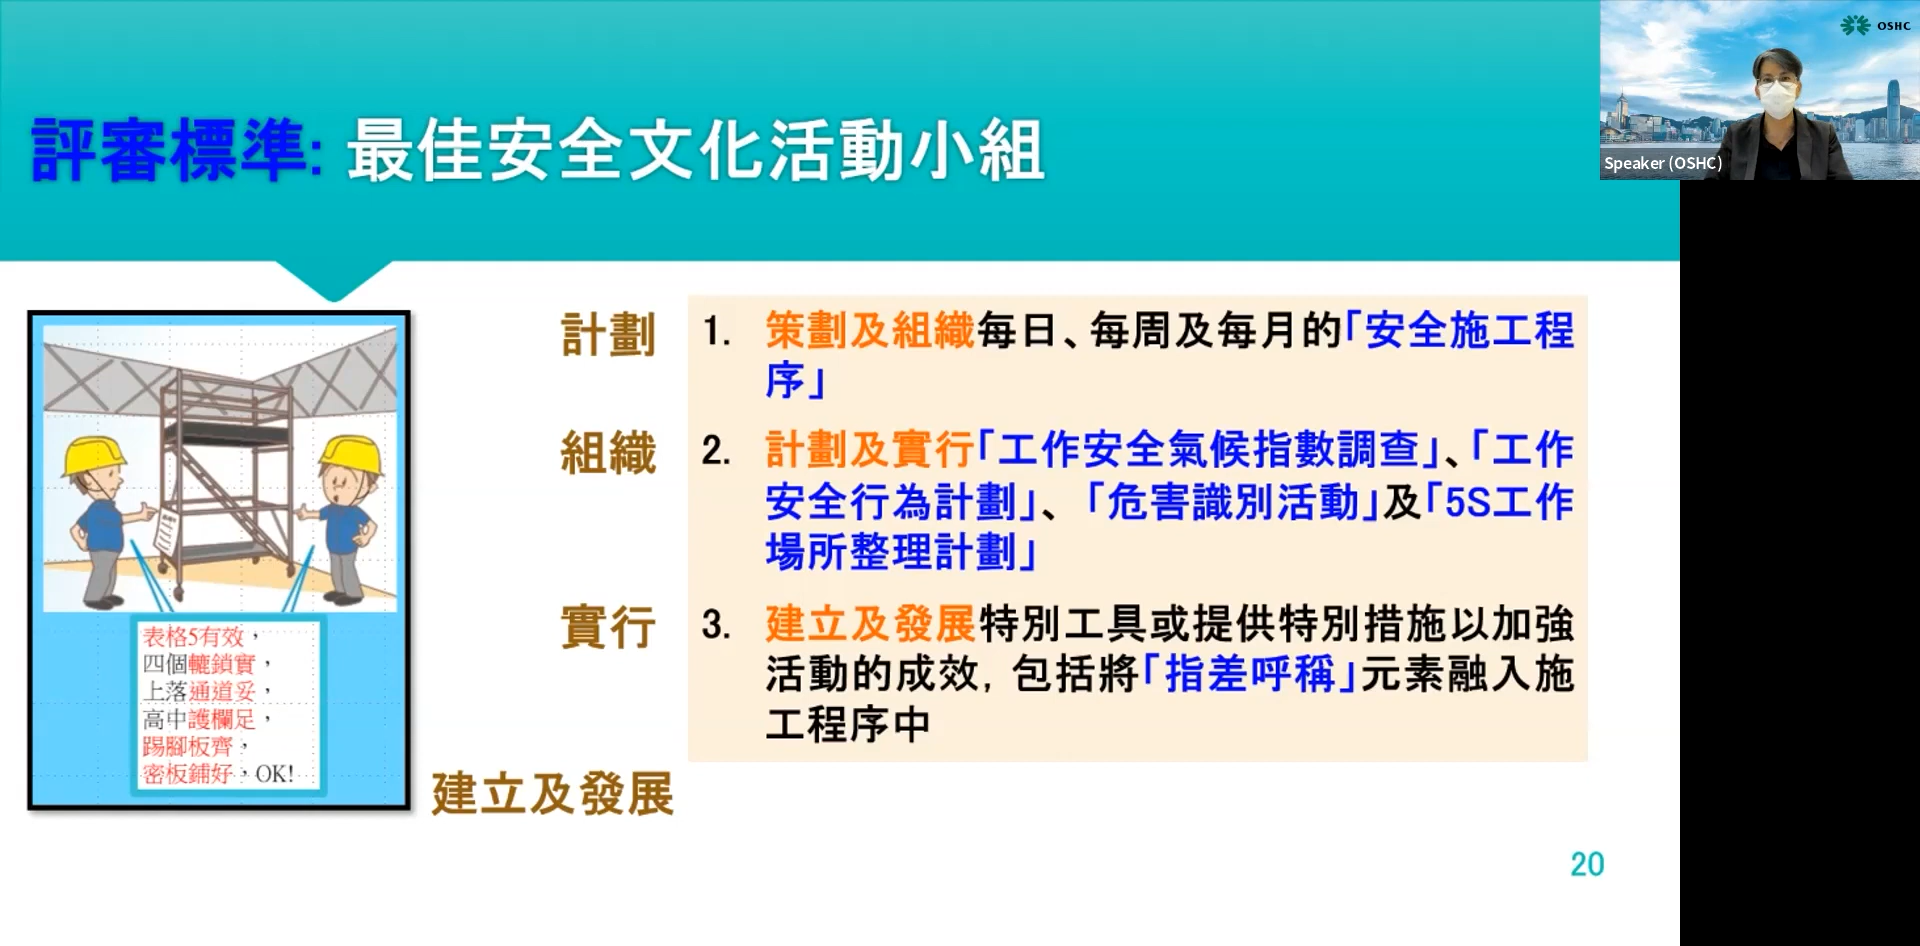 OSHC
Speaker (OSHC)
評審標準: 最佳安全文化活動小組
計劃
1. 策劃及組織每日、每周及每月的「安全施工程
序」
組織
2. 計劃及實行「工作安全氣候指數調查」、「工作
安全行為計劃」、「危害識別活動」及「5S工作
場所整理計劃」
實行
3. 建立及發展特別工具或提供特別措施以加強
活動的成效, 包括將「指差呼稱」元素融入施
工程序中
建立及發展
表格5有效，
四個轆鎖實，
上落通道妥，
高中護欄足，
踢腳板齊，
密板鋪好，OK!
20